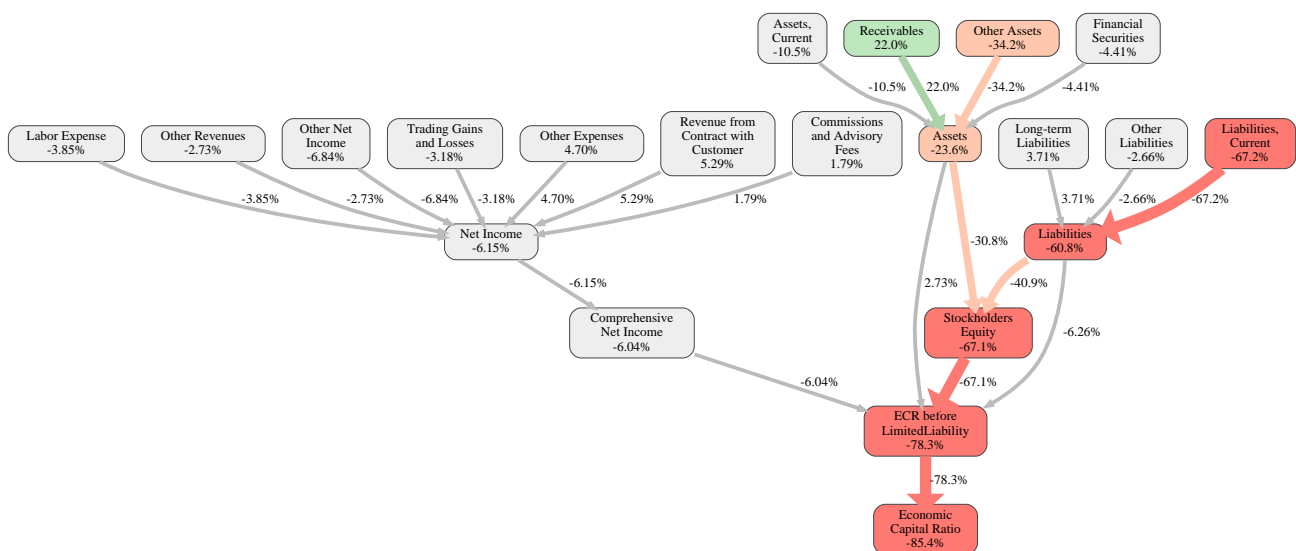 Assets,
Current
-10.5%
Receivables
22.0%
Other Assets
-34.2%
Financial
Securities
-4.41%
-10.5%
22.0%
-34.2%
-4.41%
Labor Expense
-3.85%
Other Revenues
-2.73%
Other Net
Income
-6.84%
Trading Gains
and Losses
-3.18%
Other Expenses
4.70%
Revenue from
Contract with
Customer
5.29%
Commissions
and Advisory
Fees
1.79%
Assets
-23.6%
Long-term
Liabilities
3.71%
Other
Liabilities
-2.66%
Liabilities,
Current
-67.2%
-3.85%
-2.73%
-6.84%
-3.18%
4.70%
5.29%
1.79%
3.71%
-2.66%
-67.2%
Net Income
-6.15%
-30.8%
Liabilities
-60.8%
-6.15%
2.73%
-40.9%
Comprehensive
Net Income
-6.04%
Stockholders
Equity
-67.1%
-6.26%
-6.04%
-67.1%
ECR before
LimitedLiability
-78.3%
-78.3%
Economic
Capital Ratio
-85.4%